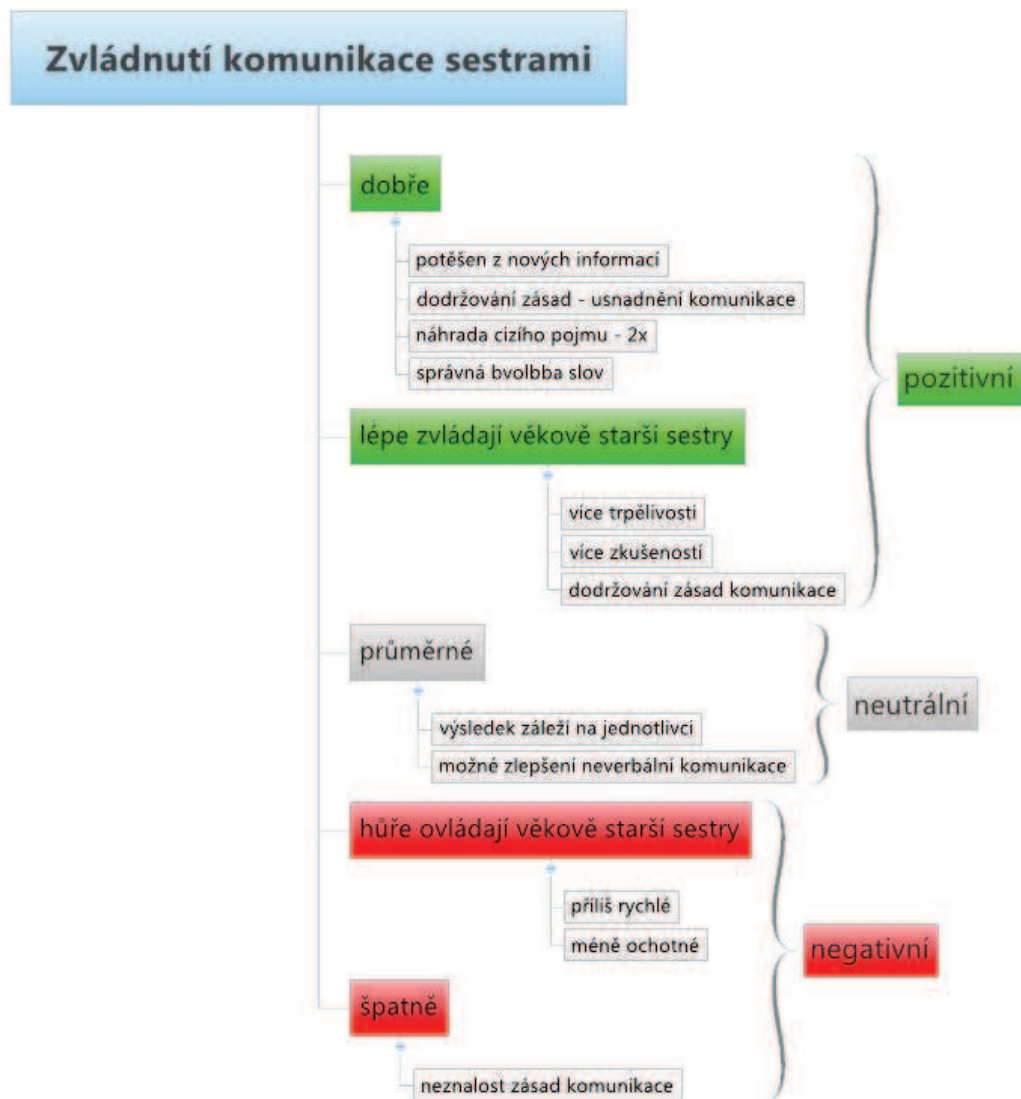 Zvládnutí komunikace sestrami
dobře
potěšen z nových informací
dodržování zásad - usnadnění komunikace
náhrada cizího pojmu - 2x
správná bvolbba slov
pozitivní
lépe zvládají věkově starší sestry
více trpělivosti
více zkušeností
dodržování zásad komunikace
průměrné
výsledek záleží na jednotlivci
možné zlepšení neverbální komunikace
neutrální
hůře ovládají věkově starší sestry
příliš rychlé
méně ochotné
negativní
špatně
neznalost zásad komunikace